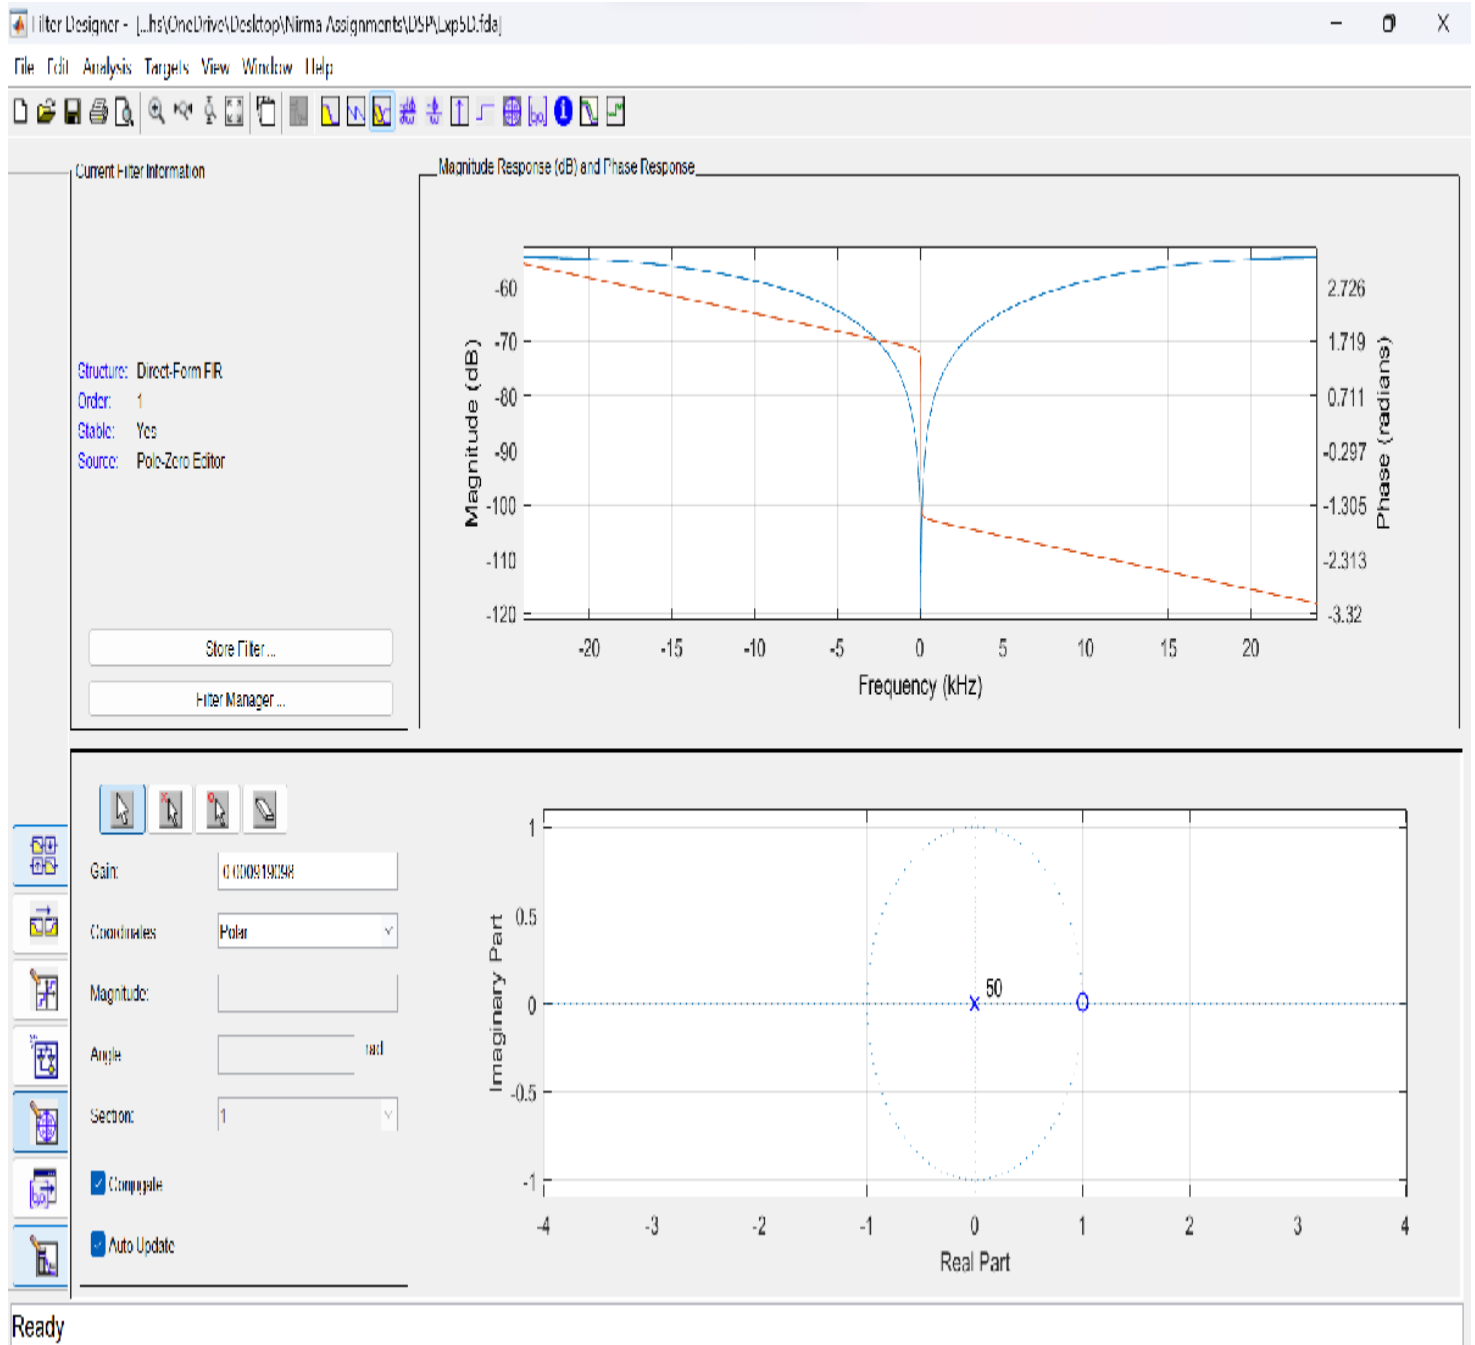 Filter Designer - [...hs\OneDrive\Desktop\Nirma Assignments\DSP\Exp5D.fda]
File Edit Analysis Targets View Window Help
Current Filter Information
Structure: Direct-Form FIR
Order: 1
Stable: Yes
Source: Pole-Zero Editor
Store Filter ...
Filter Manager ...
Magnitude Response (dB) and Phase Response
Magnitude (dB)
-60
-70
-80
-90
-100
-110
-120
2.726
1.719
0.711
-0.297
-1.305
-2.313
-3.32
Phase (radians)
-20 -15 -10 -5 0 5 10 15 20
Frequency (kHz)
Gain: 0.000919098
Coordinates Polar
Magnitude:
Angle rad
Section: 1
Conjugate
Auto Update
Imaginary Part
1
0.5
0
-0.5
-1
50
-4 -3 -2 -1 0 1 2 3 4
Real Part
Ready